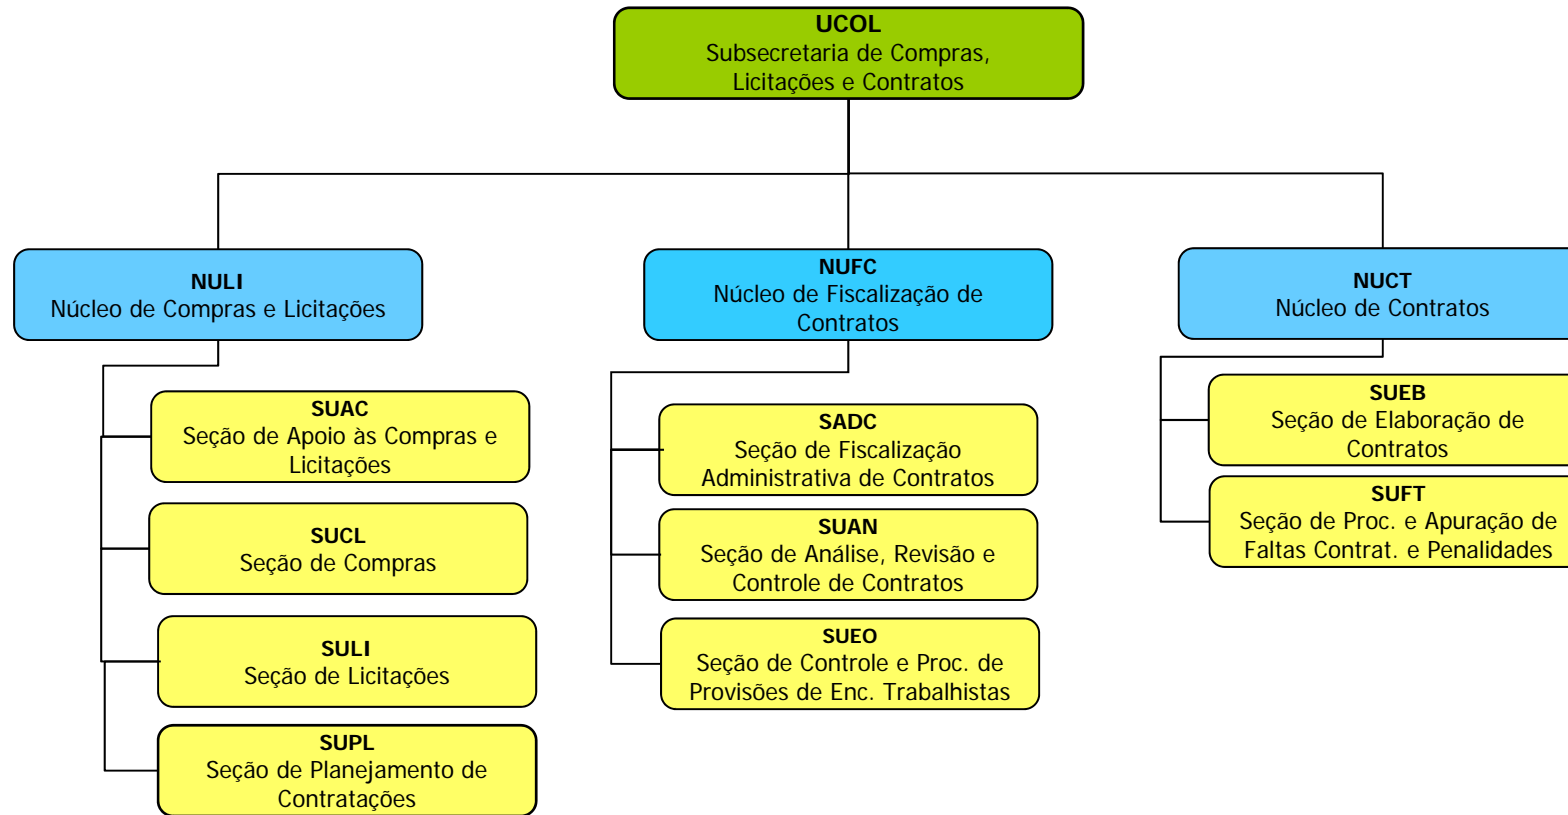 UCOL
Subsecretaria de Compras,
Licitações e Contratos
NULI
Núcleo de Compras e Licitações
NUFC
Núcleo de Fiscalização de
Contratos
NUCT
Núcleo de Contratos
SUAC
Seção de Apoio às Compras e
Licitações
SUCL
Seção de Compras
SULI
Seção de Licitações
SUPL
Seção de Planejamento de
Contratações
SADC
Seção de Fiscalização
Administrativa de Contratos
SUAN
Seção de Análise, Revisão e
Controle de Contratos
SUEO
Seção de Controle e Proc. de
Provisões de Enc. Trabalhistas
SUEB
Seção de Elaboração de
Contratos
SUFT
Seção de Proc. e Apuração de
Faltas Contrat. e Penalidades